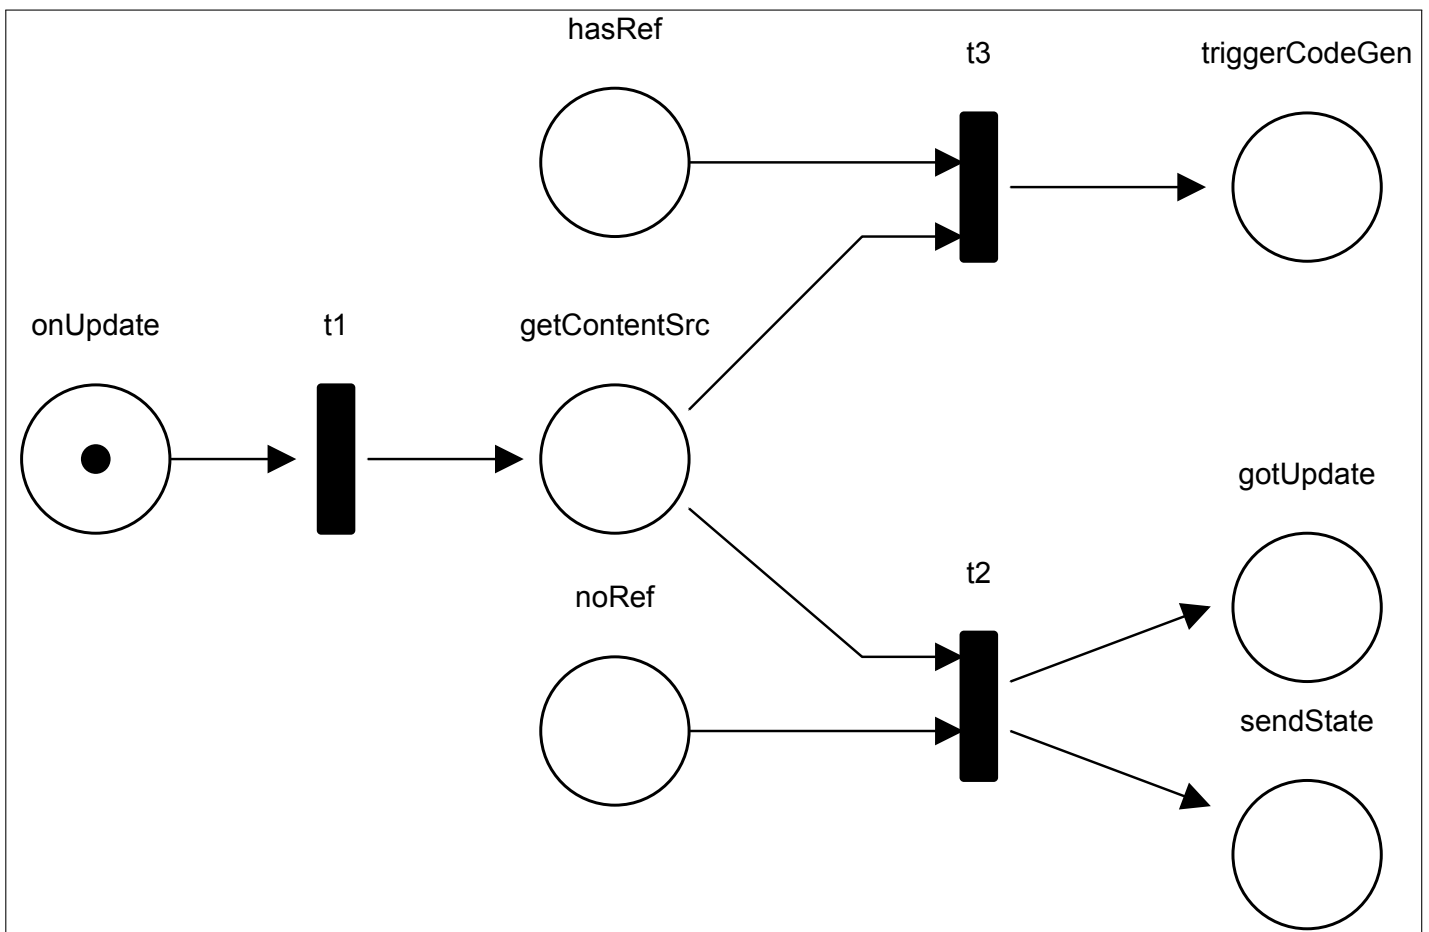 hasRef
t3
triggerCodeGen
onUpdate
t1
getContentSrc
gotUpdate
t2
noRef
sendState